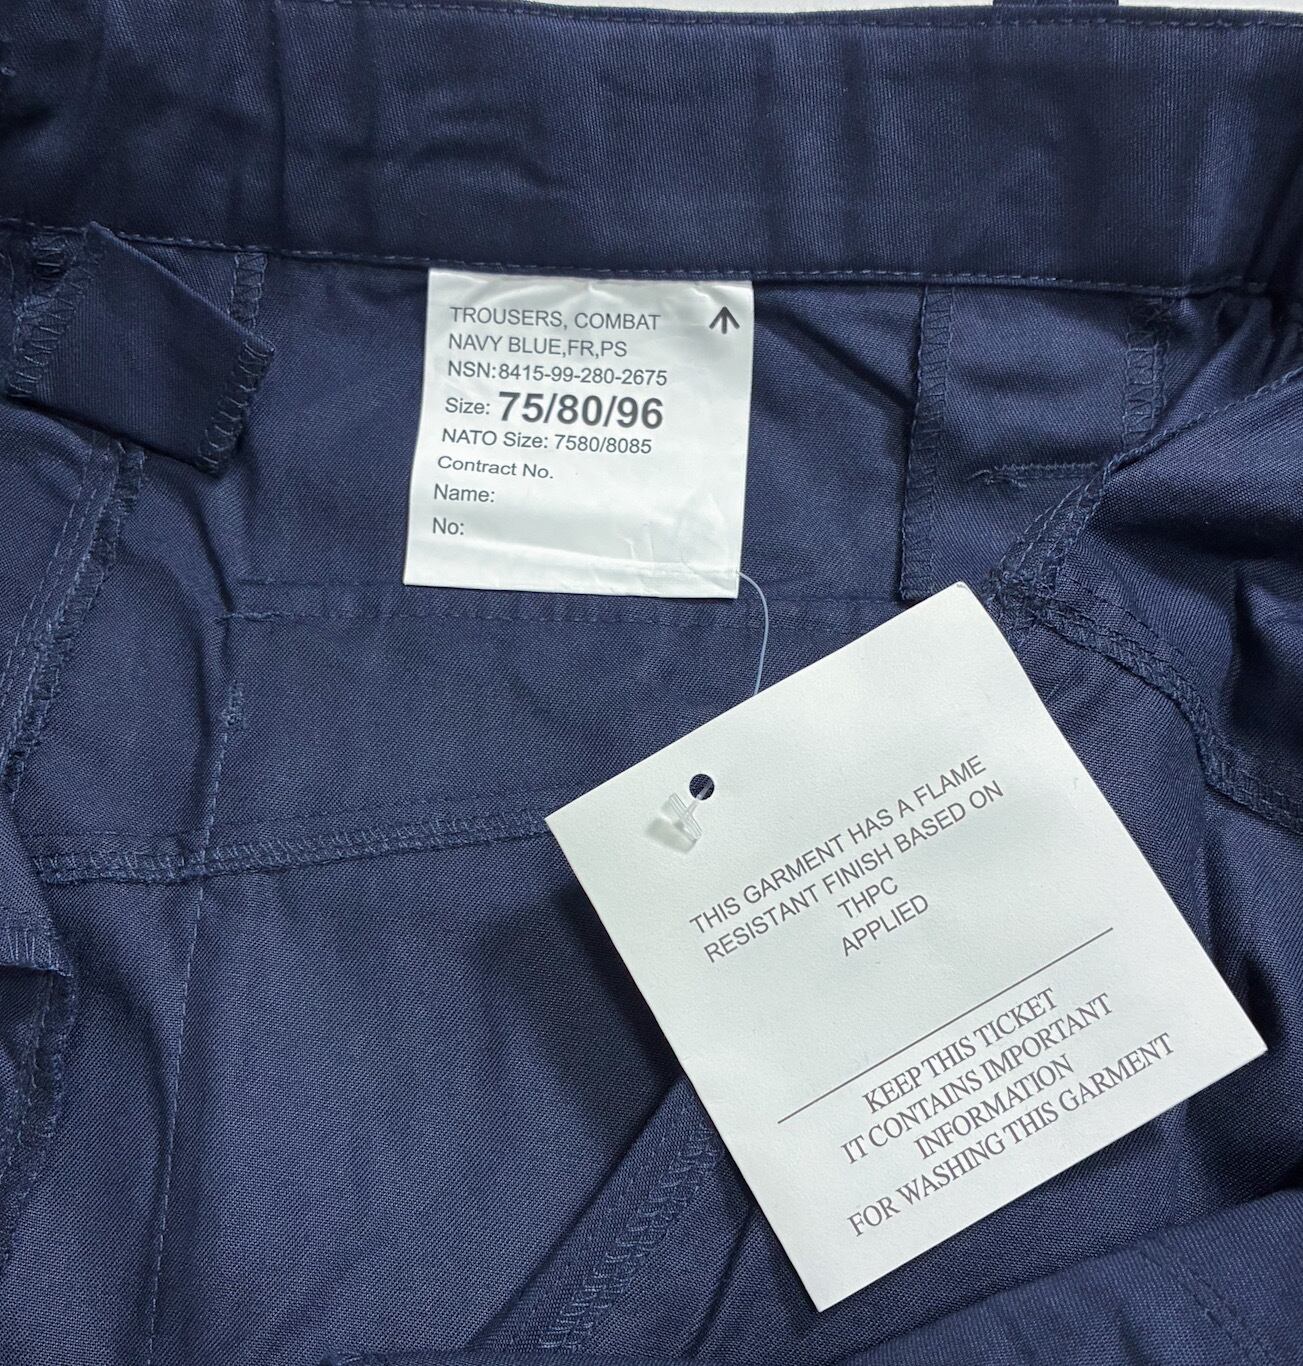 TROUSERS, COMBAT
NAVY BLUE,FR,PS
NSN:8415-99-280-2675
Size: 75/80/96
NATO Size: 7580/8085
Contract No.
Name:
No:
THIS GARMENT HAS A FLAME
RESISTANT FINISH BASED ON
THPC
APPLIED
KEEP THIS TICKET
IT CONTAINS IMPORTANT
INFORMATION
FOR WASHING THIS GARMENT